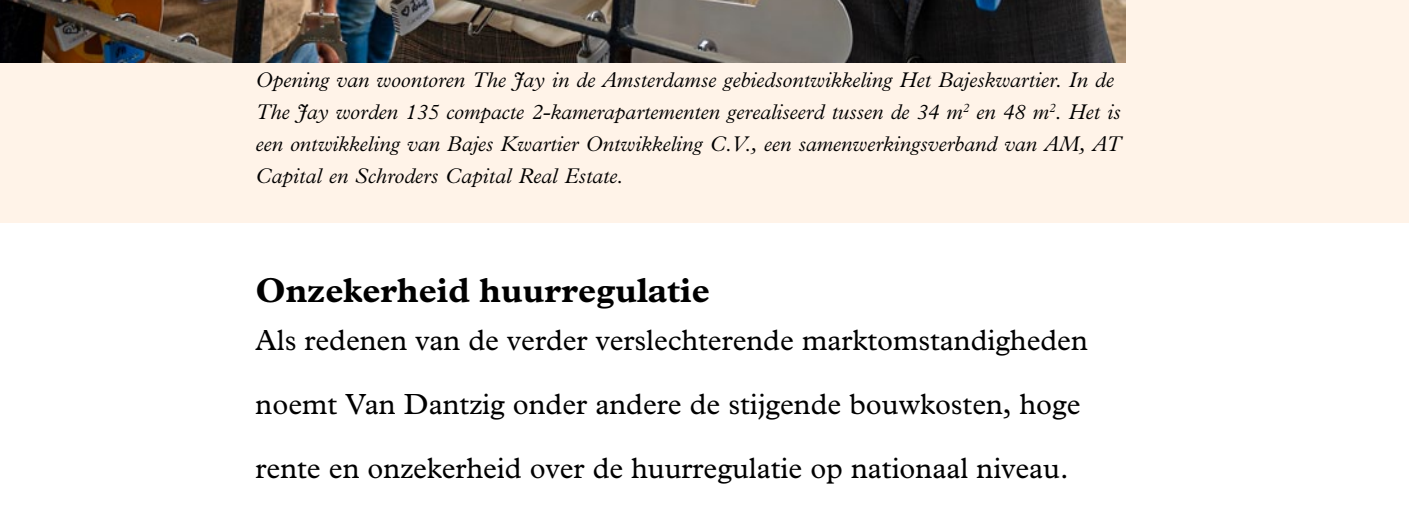 Opening van woontoren The Jay in de Amsterdamse gebiedsontwikkeling Het Bajeskwartier. In de
The Jay worden 135 compacte 2-kamerapartementen gerealiseerd tussen de 34 m² en 48 m². Het is
een ontwikkeling van Bajes Kwartier Ontwikkeling C.V., een samenwerkingsverband van AM, AT
Capital en Schroders Capital Real Estate.
Onzekerheid huurregulatie
Als redenen van de verder verslechterende marktomstandigheden
noemt Van Dantzig onder andere de stijgende bouwkosten, hoge
rente en onzekerheid over de huurregulatie op nationaal niveau.